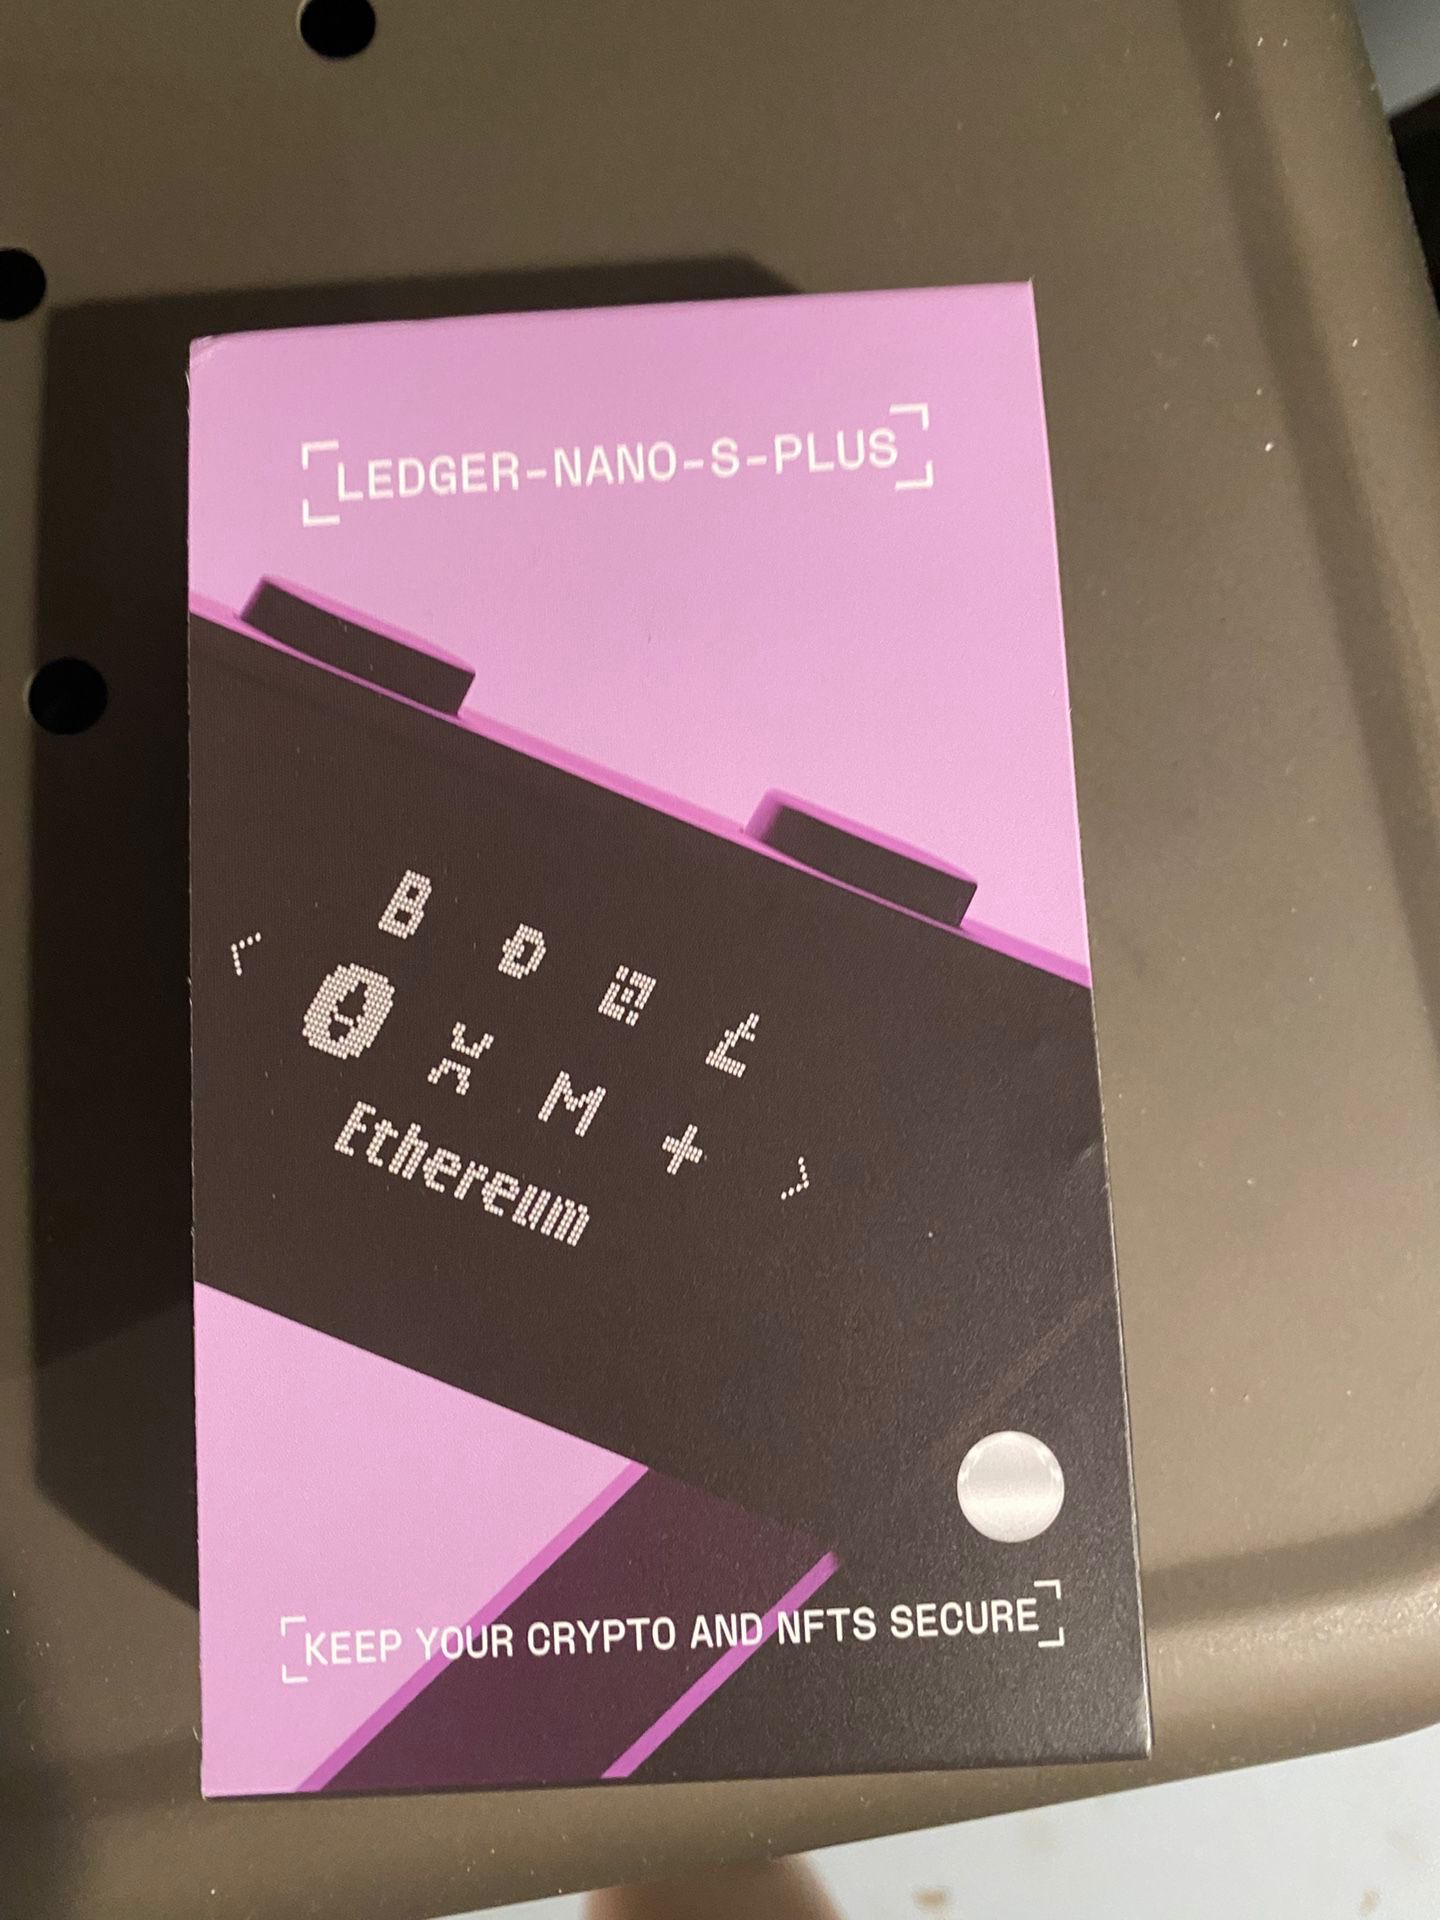 LEDGER-NANO-S-PLUS
Ethereum
KEEP YOUR CRYPTO AND NFTS SECURE